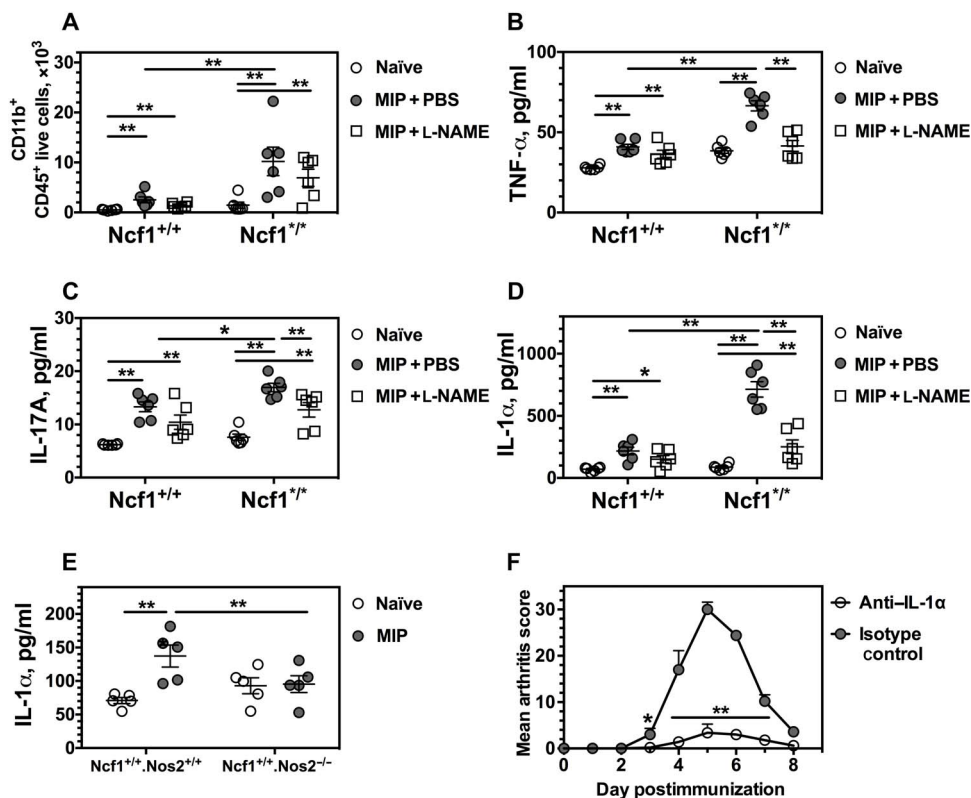 A
CD11b⁺
CD45⁺ live cells, ×10³
30
20
10
0
**
**
**
**
**
Ncf1⁺/⁺
Ncf1*/*
Naïve
MIP + PBS
MIP + L-NAME
B
TNF-α, pg/ml
100
50
0
**
**
**
**
**
Ncf1⁺/⁺
Ncf1*/*
Naïve
MIP + PBS
MIP + L-NAME
C
IL-17A, pg/ml
30
20
10
0
*
**
**
**
**
**
Ncf1⁺/⁺
Ncf1*/*
Naïve
MIP + PBS
MIP + L-NAME
D
IL-1α, pg/ml
1200
800
400
0
**
**
**
**
*
**
Ncf1⁺/⁺
Ncf1*/*
Naïve
MIP + PBS
MIP + L-NAME
E
IL-1α, pg/ml
200
150
100
50
0
**
**
Ncf1⁺/⁺.Nos2⁺/⁺
Ncf1⁺/⁺.Nos2⁻/⁻
Naïve
MIP
F
Mean arthritis score
30
20
10
0
*
**
0
2
4
6
8
Day postimmunization
Anti–IL-1α
Isotype
control